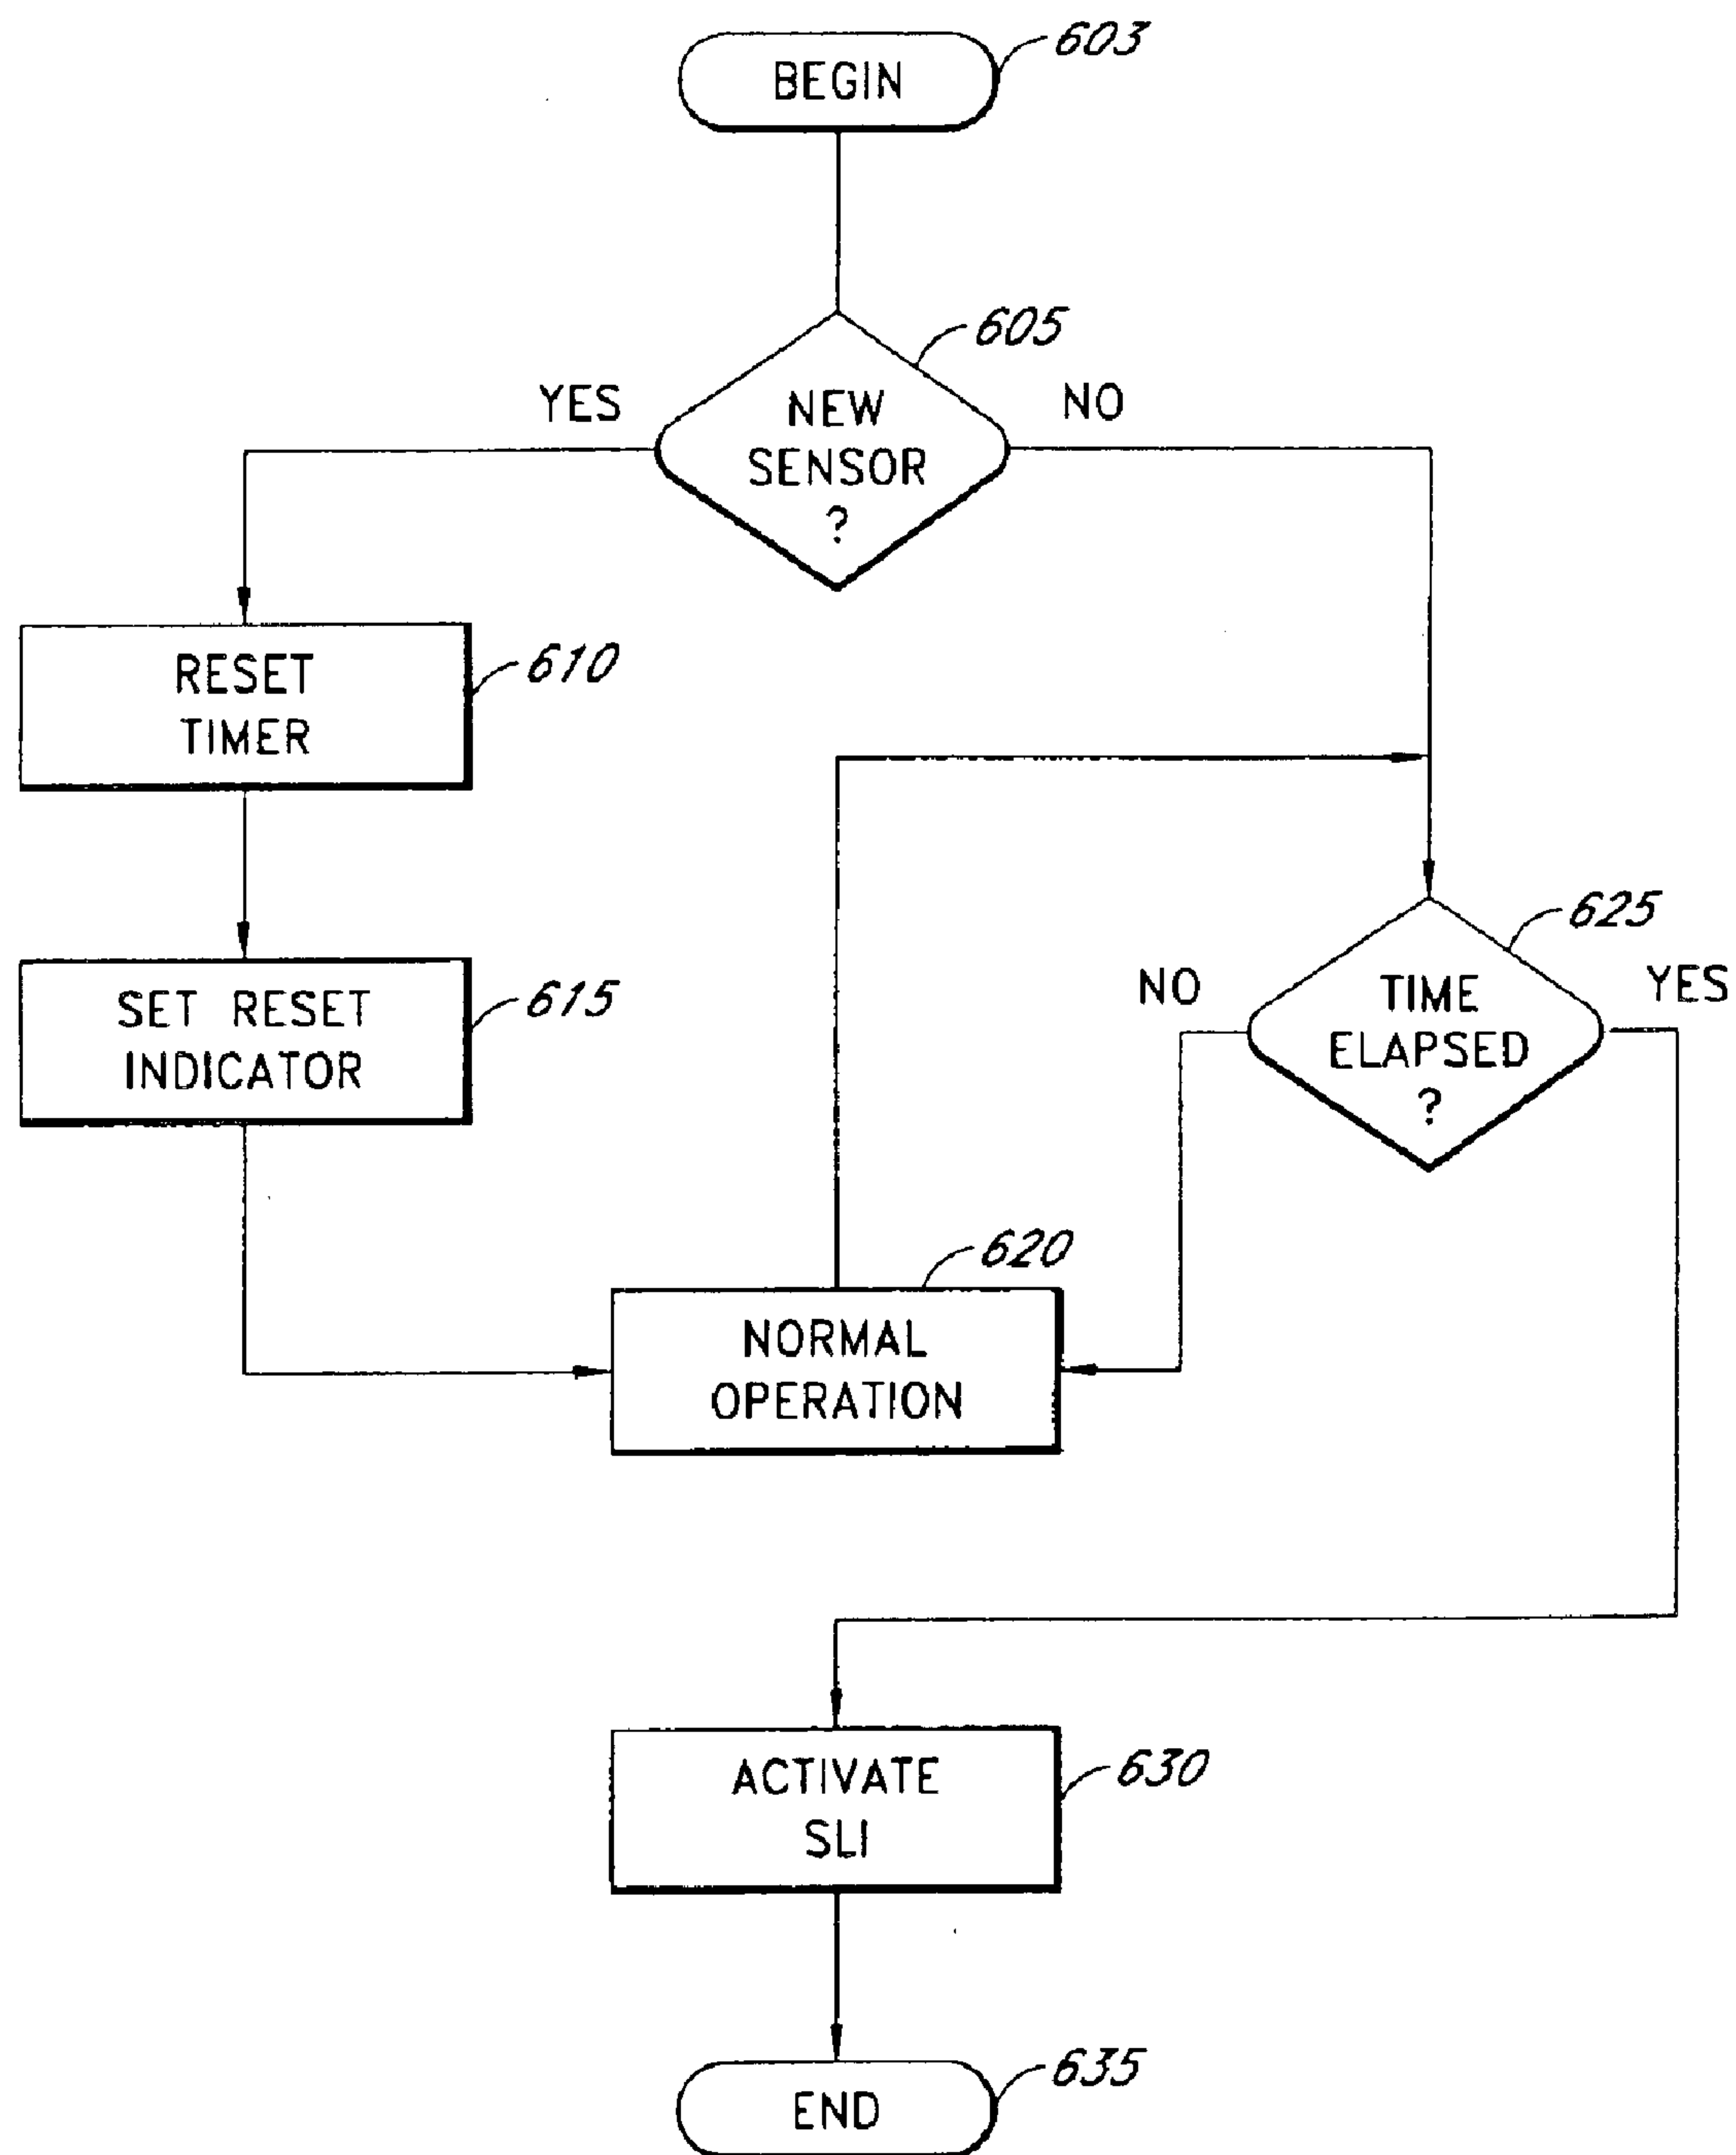 BEGIN
603
605
YES
NEW
SENSOR
?
NO
RESET
TIMER
610
SET RESET
INDICATOR
615
625
NO
TIME
ELAPSED
?
YES
620
NORMAL
OPERATION
ACTIVATE
SLI
630
END
635